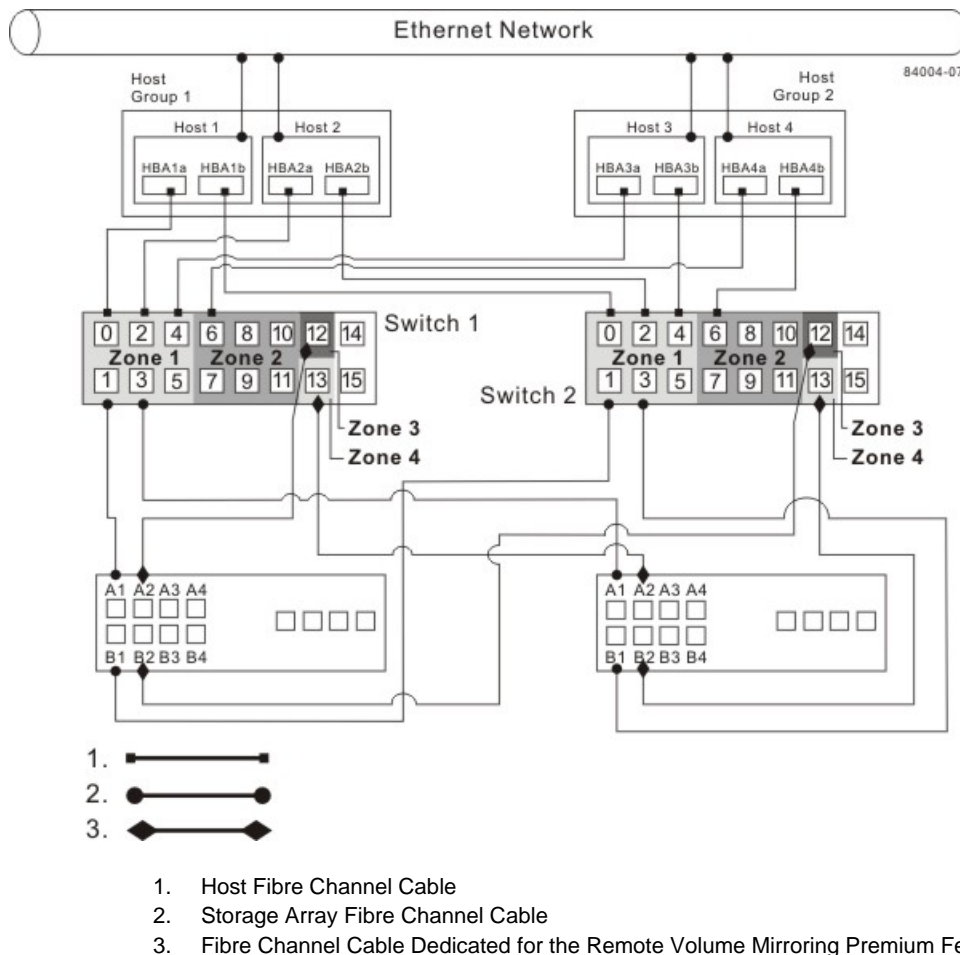 Ethernet Network
84004-07
Host
Group 1
Host
Group 2
Host 1
Host 2
Host 3
Host 4
HBA1a HBA1b HBA2a HBA2b
HBA3a HBA3b HBA4a HBA4b
0 2 4 6 8 10 12 14
Zone 1 Zone 2
1 3 5 7 9 11 13 15
Switch 1
0 2 4 6 8 10 12 14
Zone 1 Zone 2
1 3 5 7 9 11 13 15
Switch 2
Zone 3
Zone 4
Zone 3
Zone 4
A1 A2 A3 A4
B1 B2 B3 B4
A1 A2 A3 A4
B1 B2 B3 B4
1.
2.
3.
1. Host Fibre Channel Cable
2. Storage Array Fibre Channel Cable
3. Fibre Channel Cable Dedicated for the Remote Volume Mirroring Premium Fe